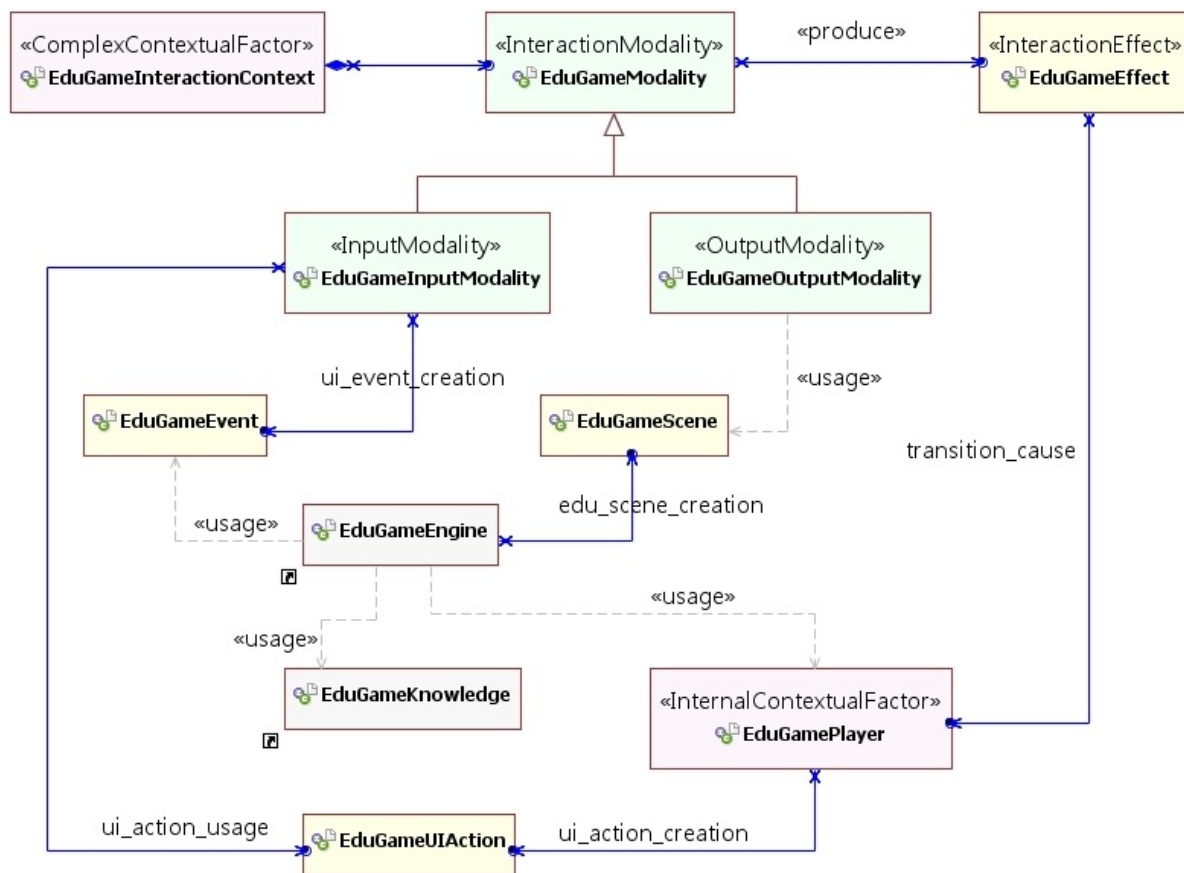 «ComplexContextualFactor»
EduGameInteractionContext
«InteractionModality»
EduGameModality
«produce»
«InteractionEffect»
EduGameEffect
«InputModality»
EduGameInputModality
«OutputModality»
EduGameOutputModality
ui_event_creation
«usage»
EduGameEvent
EduGameScene
transition_cause
edu_scene_creation
«usage»
EduGameEngine
«usage»
«usage»
EduGameKnowledge
«InternalContextualFactor»
EduGamePlayer
ui_action_usage
EduGameUIAction
ui_action_creation